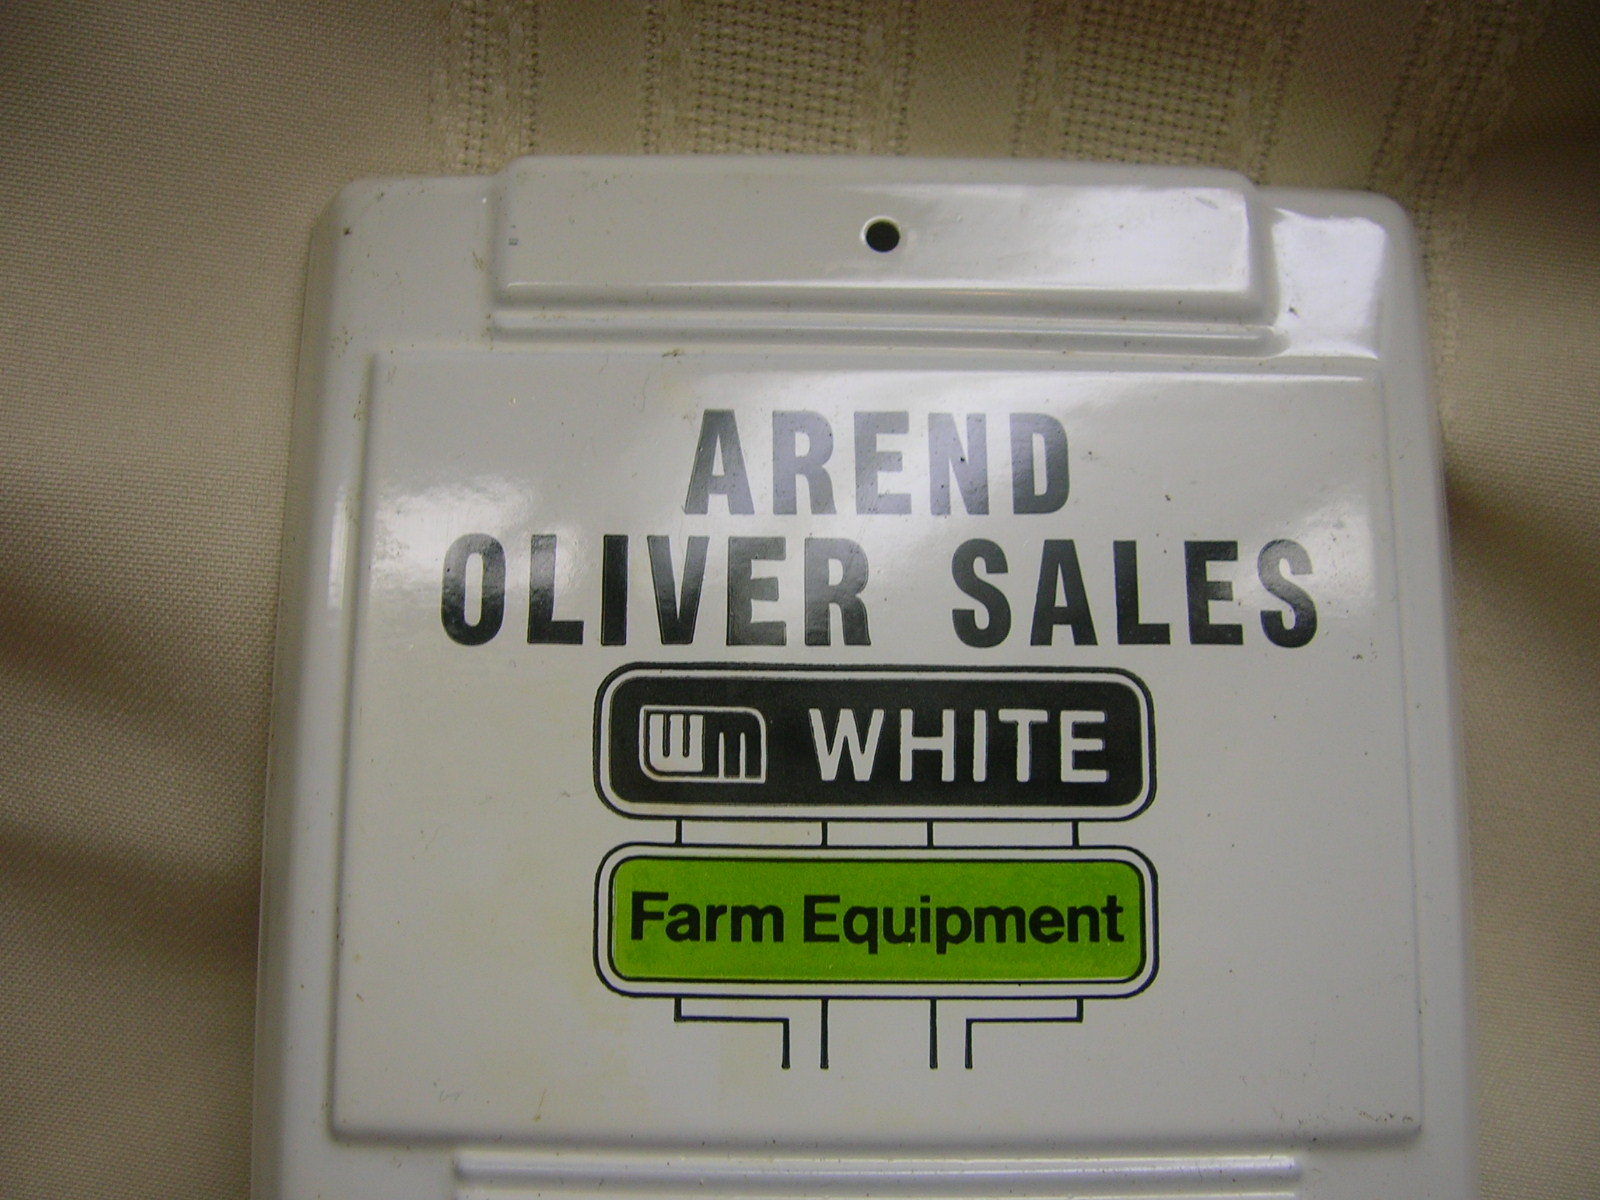 AREND
OLIVER SALES
wm WHITE
Farm Equipment